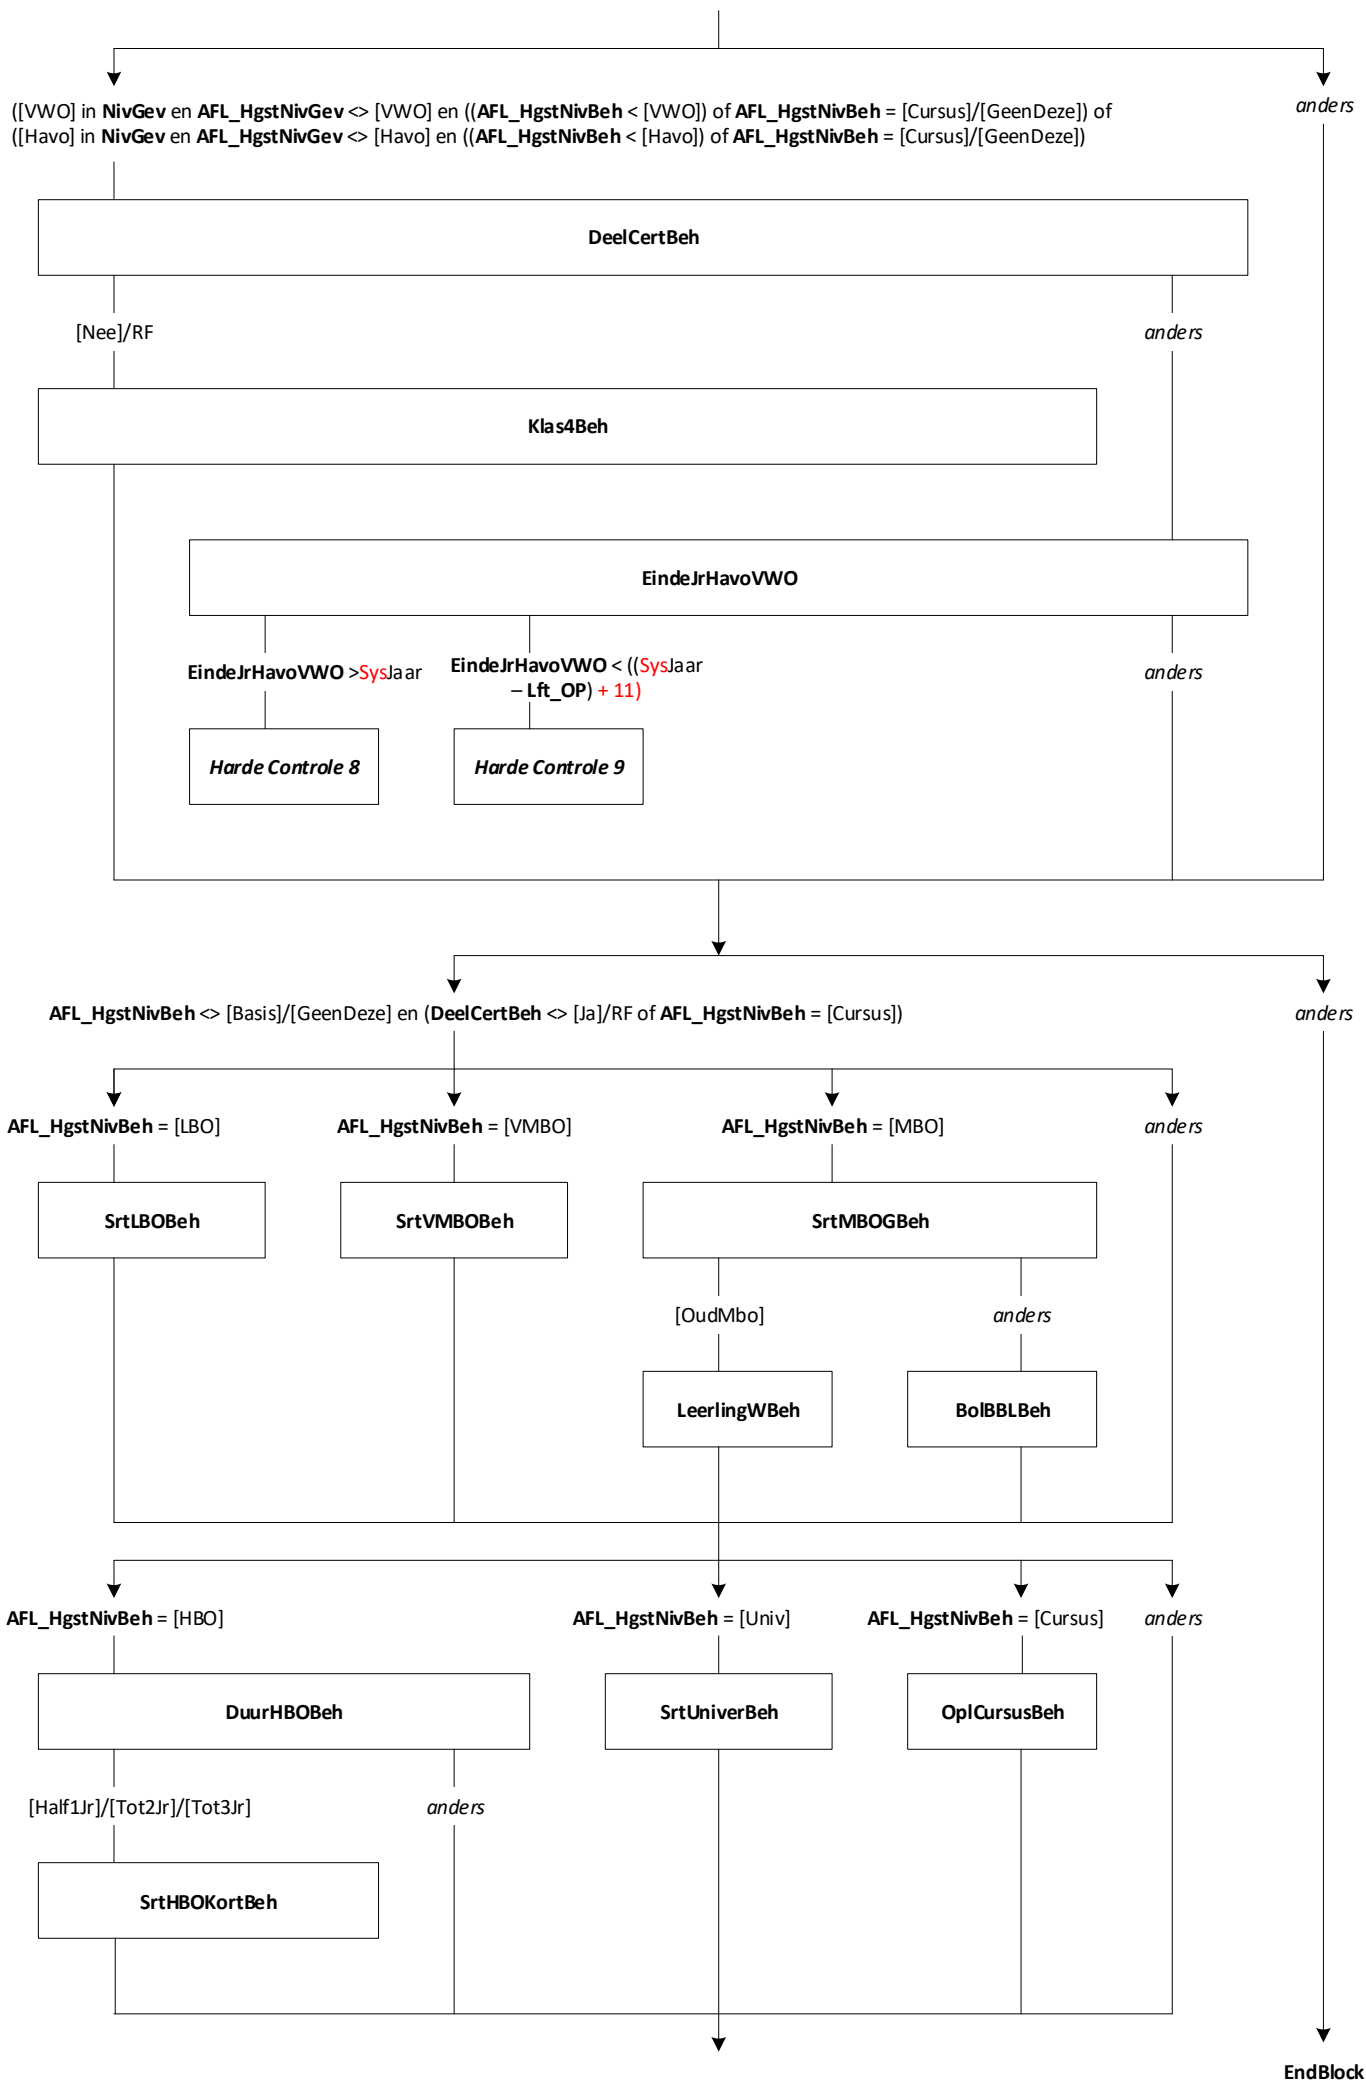 ([VWO] in NivGev en AFL_HgstNivGev <> [VWO] en ((AFL_HgstNivBeh < [VWO]) of AFL_HgstNivBeh = [Cursus]/[GeenDeze]) of
([Havo] in NivGev en AFL_HgstNivGev <> [Havo] en ((AFL_HgstNivBeh < [Havo]) of AFL_HgstNivBeh = [Cursus]/[GeenDeze])
anders
DeelCertBeh
[Nee]/RF
anders
Klas4Beh
EindeJrHavoVWO
EindeJrHavoVWO >SysJaar
EindeJrHavoVWO < ((SysJaar
– Lft_OP) + 11)
anders
Harde Controle 8
Harde Controle 9
AFL_HgstNivBeh <> [Basis]/[GeenDeze] en (DeelCertBeh <> [Ja]/RF of AFL_HgstNivBeh = [Cursus])
anders
AFL_HgstNivBeh = [LBO]
AFL_HgstNivBeh = [VMBO]
AFL_HgstNivBeh = [MBO]
anders
SrtLBOBeh
SrtVMBOBeh
SrtMBOGBeh
[OudMbo]
anders
LeerlingWBeh
BolBBLBeh
AFL_HgstNivBeh = [HBO]
AFL_HgstNivBeh = [Univ]
AFL_HgstNivBeh = [Cursus]
anders
DuurHBOBeh
SrtUniverBeh
OplCursusBeh
[Half1Jr]/[Tot2Jr]/[Tot3Jr]
anders
SrtHBOKortBeh
EndBlock